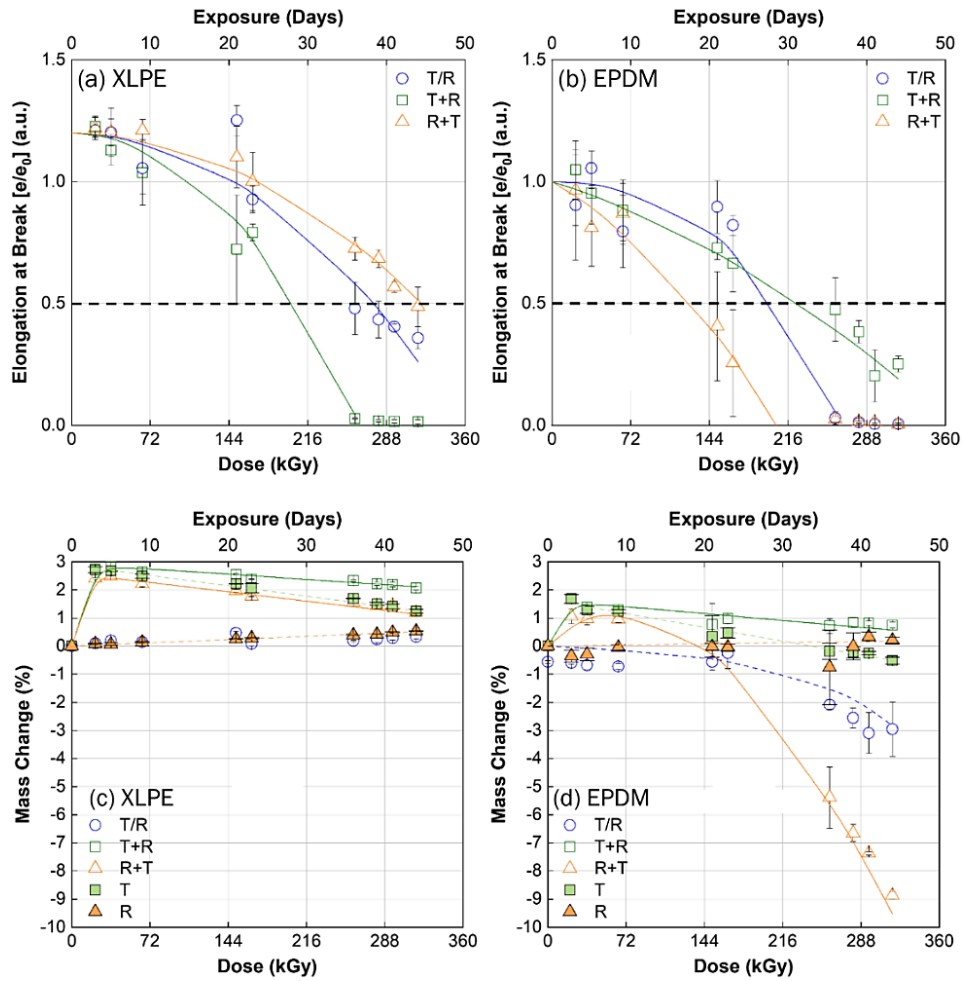 Exposure (Days)
0 10 20 30 40 50
1.5
1.0
0.5
0.0
Elongation at Break [e/e₀] (a.u.)
(a) XLPE
T/R
T+R
R+T
0 72 144 216 288 360
Dose (kGy)
Exposure (Days)
0 10 20 30 40 50
1.5
1.0
0.5
0.0
Elongation at Break [e/e₀] (a.u.)
(b) EPDM
T/R
T+R
R+T
0 72 144 216 288 360
Dose (kGy)
Exposure (Days)
0 10 20 30 40 50
3
2
1
0
-1
-2
-3
-4
-5
-6
-7
-8
-9
-10
Mass Change (%)
(c) XLPE
T/R
T+R
R+T
T
R
0 72 144 216 288 360
Dose (kGy)
Exposure (Days)
0 10 20 30 40 50
3
2
1
0
-1
-2
-3
-4
-5
-6
-7
-8
-9
-10
Mass Change (%)
(d) EPDM
T/R
T+R
R+T
T
R
0 72 144 216 288 360
Dose (kGy)